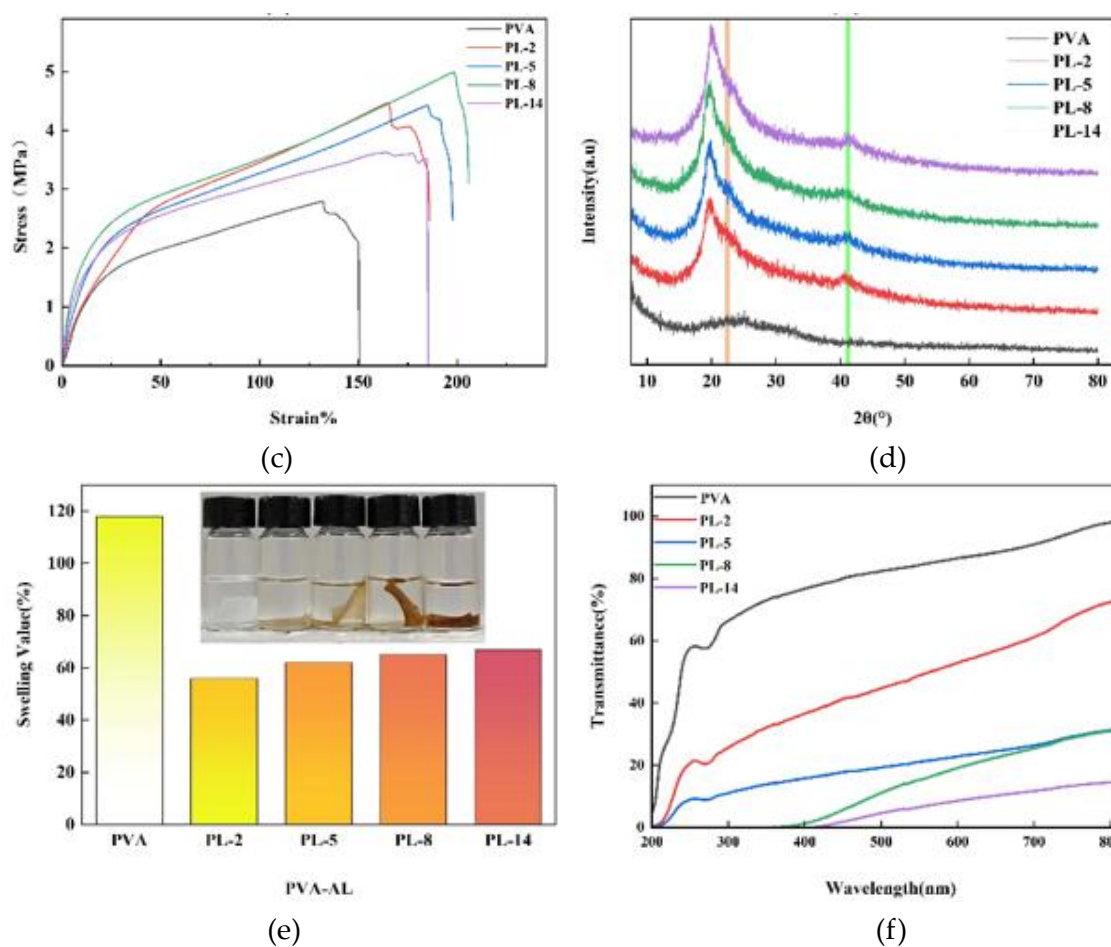 Stress（MPa）
5
4
3
2
1
0
0
50
100
150
200
Strain%
PVA
PL-2
PL-5
PL-8
PL-14
(c)
Intensity(a.u)
10
20
30
40
50
60
70
80
2θ(°)
PVA
PL-2
PL-5
PL-8
PL-14
(d)
Swelling Value(%)
120
100
80
60
40
20
0
PVA
PL-2
PL-5
PL-8
PL-14
PVA-AL
(e)
Transmittance(%)
100
80
60
40
20
0
200
300
400
500
600
700
800
Wavelength(nm)
PVA
PL-2
PL-5
PL-8
PL-14
(f)